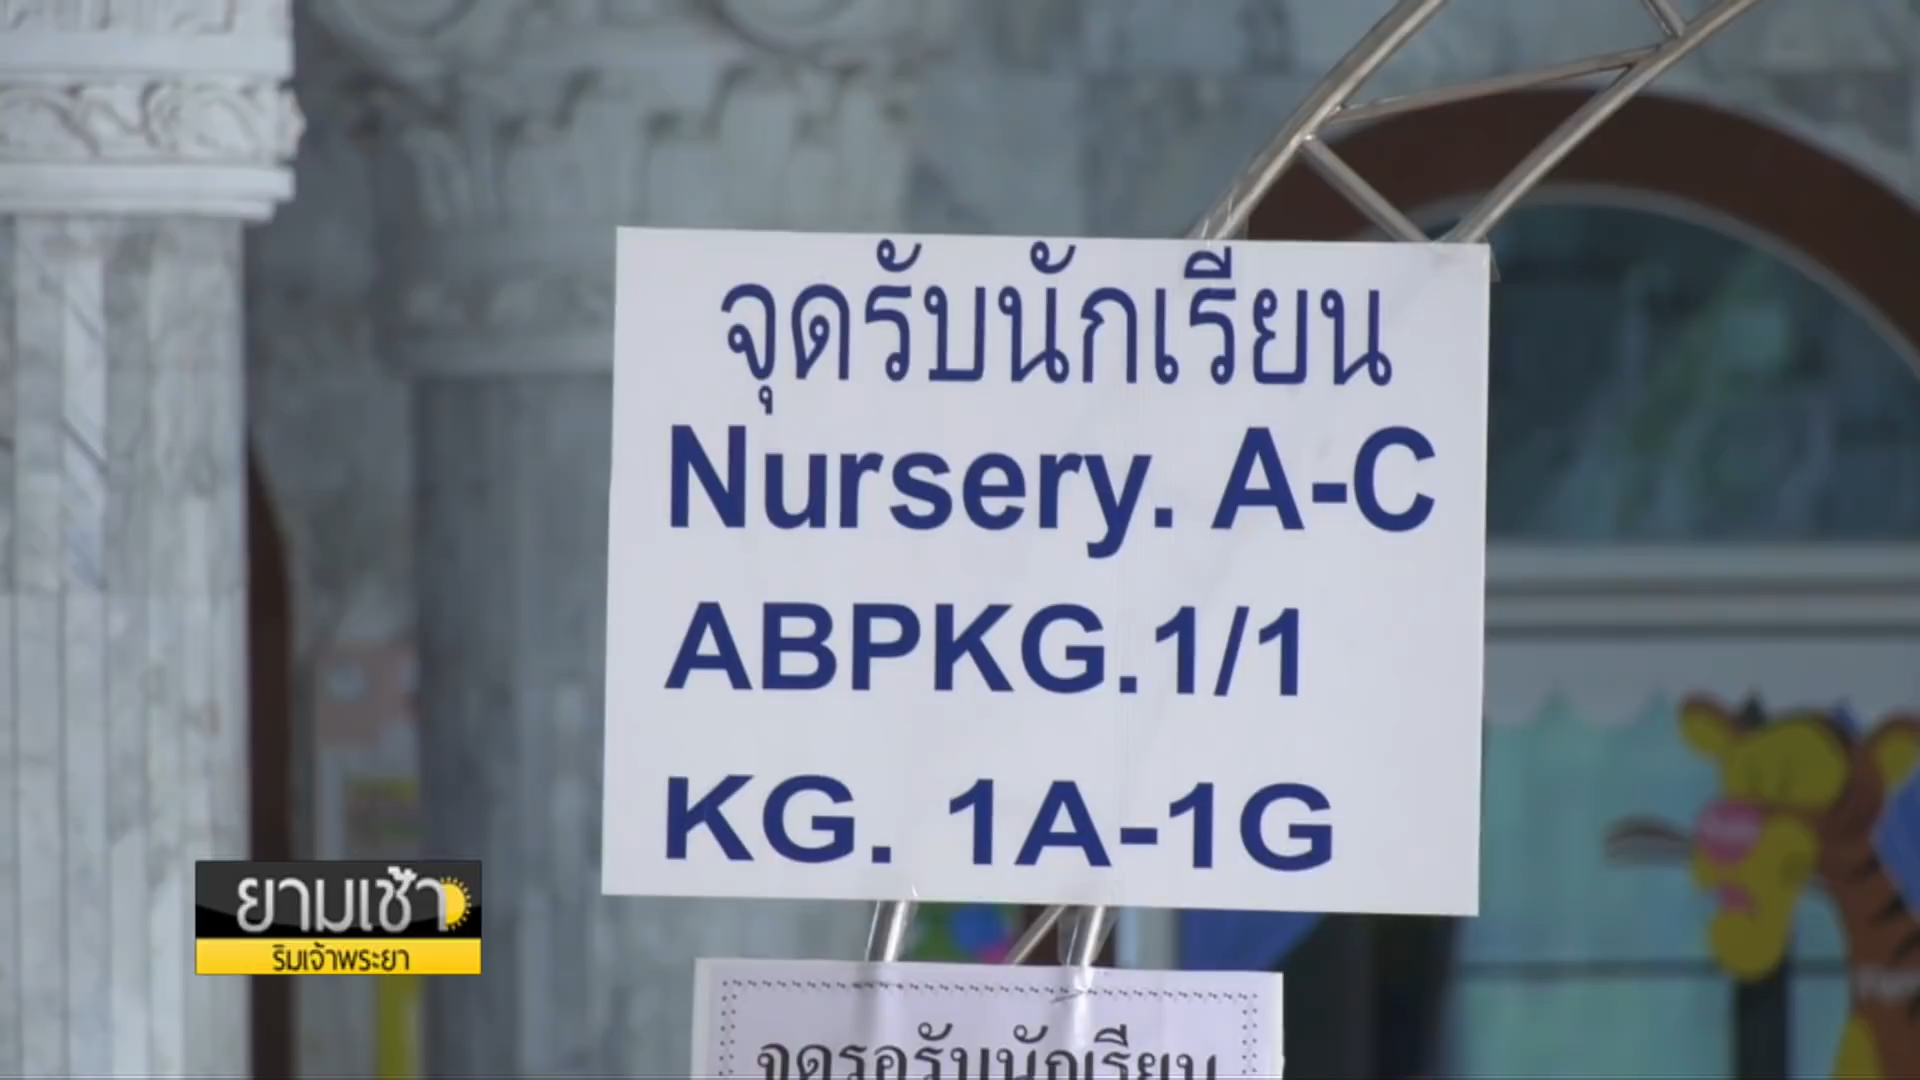 จุดรับนักเรียน
Nursery. A-C
ABPKG.1/1
KG. 1A-1G
ยามเช้า
ริมเจ้าพระยา
จุดรอรับนักเรียน